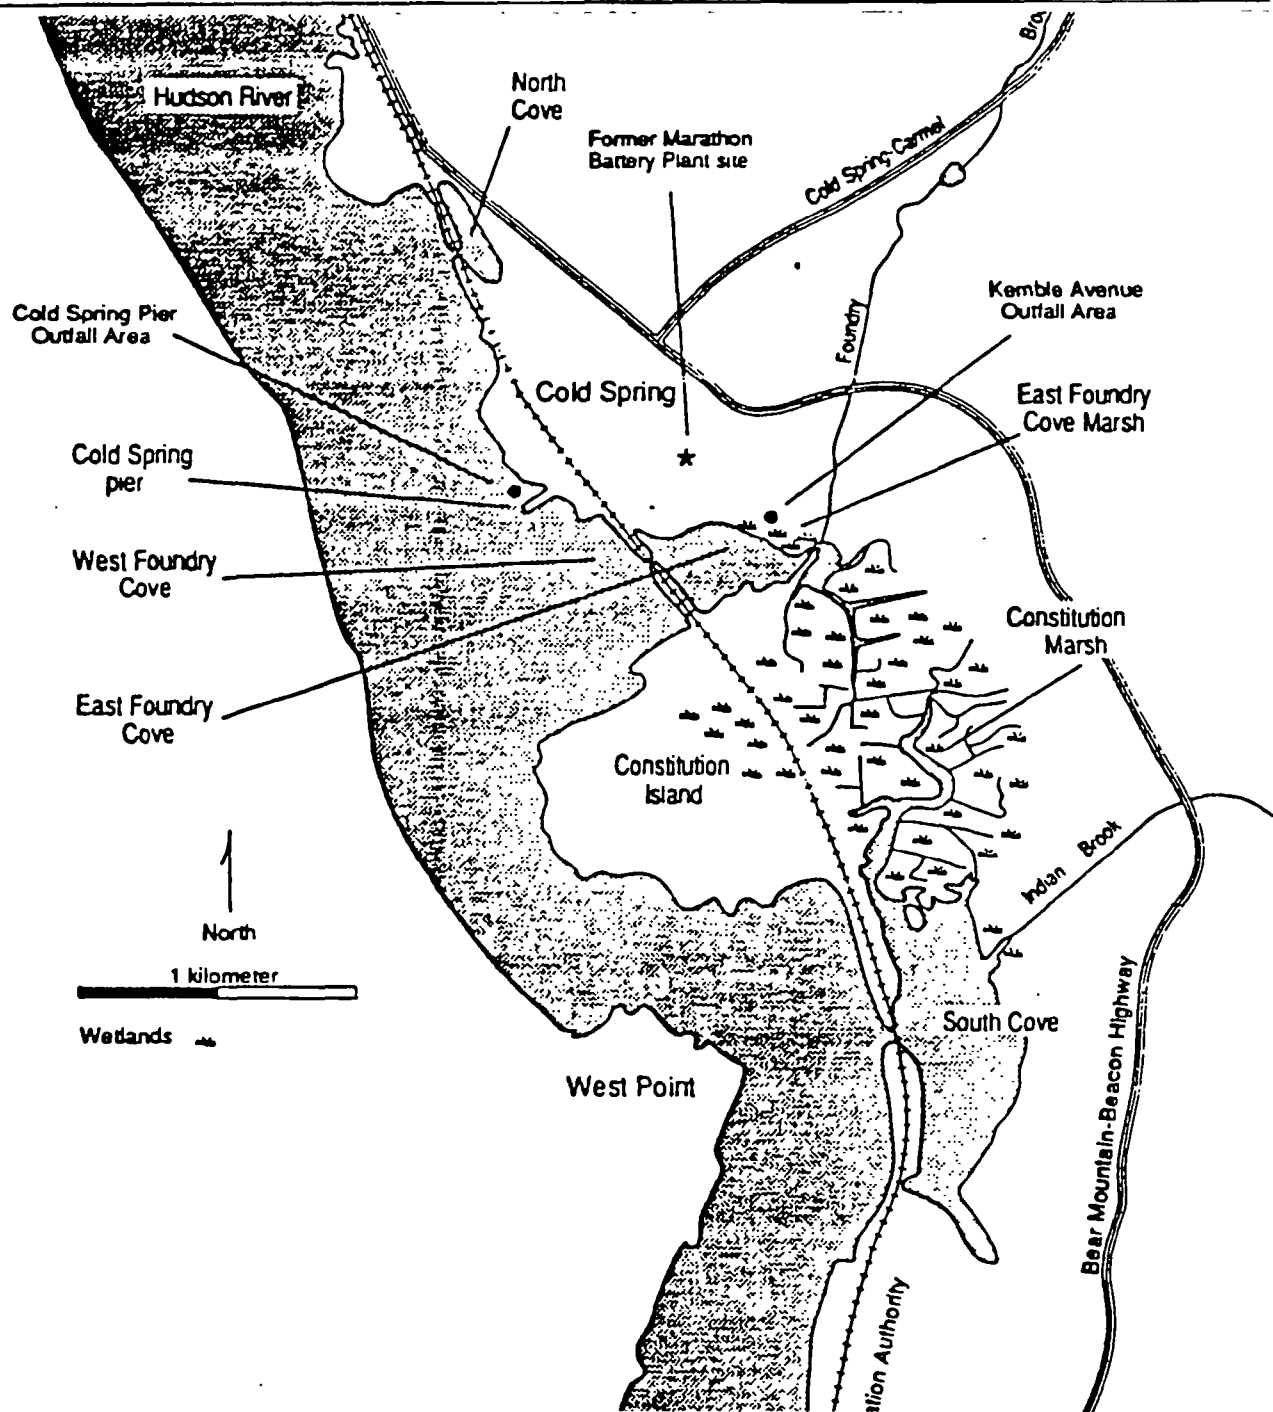 Hudson River
North
Cove
Former Marathon
Battery Plant site
Cold Spring-Carmel
Cold Spring Pier
Outfall Area
Kemble Avenue
Outfall Area
Foundry
Cold Spring
East Foundry
Cove Marsh
Cold Spring
pier
West Foundry
Cove
Constitution
Marsh
East Foundry
Cove
Constitution
Island
Indian Brook
North
1 kilometer
Wetlands
South Cove
West Point
Bear Mountain-Beacon Highway
Authority